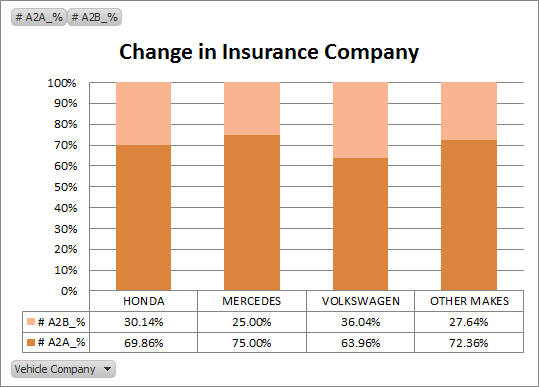 # A2A_% # A2B_%
Change in Insurance Company
100%
90%
80%
70%
60%
50%
40%
30%
20%
10%
0%
HONDA MERCEDES VOLKSWAGEN OTHER MAKES
# A2B_% 30.14% 25.00% 36.04% 27.64%
# A2A_% 69.86% 75.00% 63.96% 72.36%
Vehicle Company